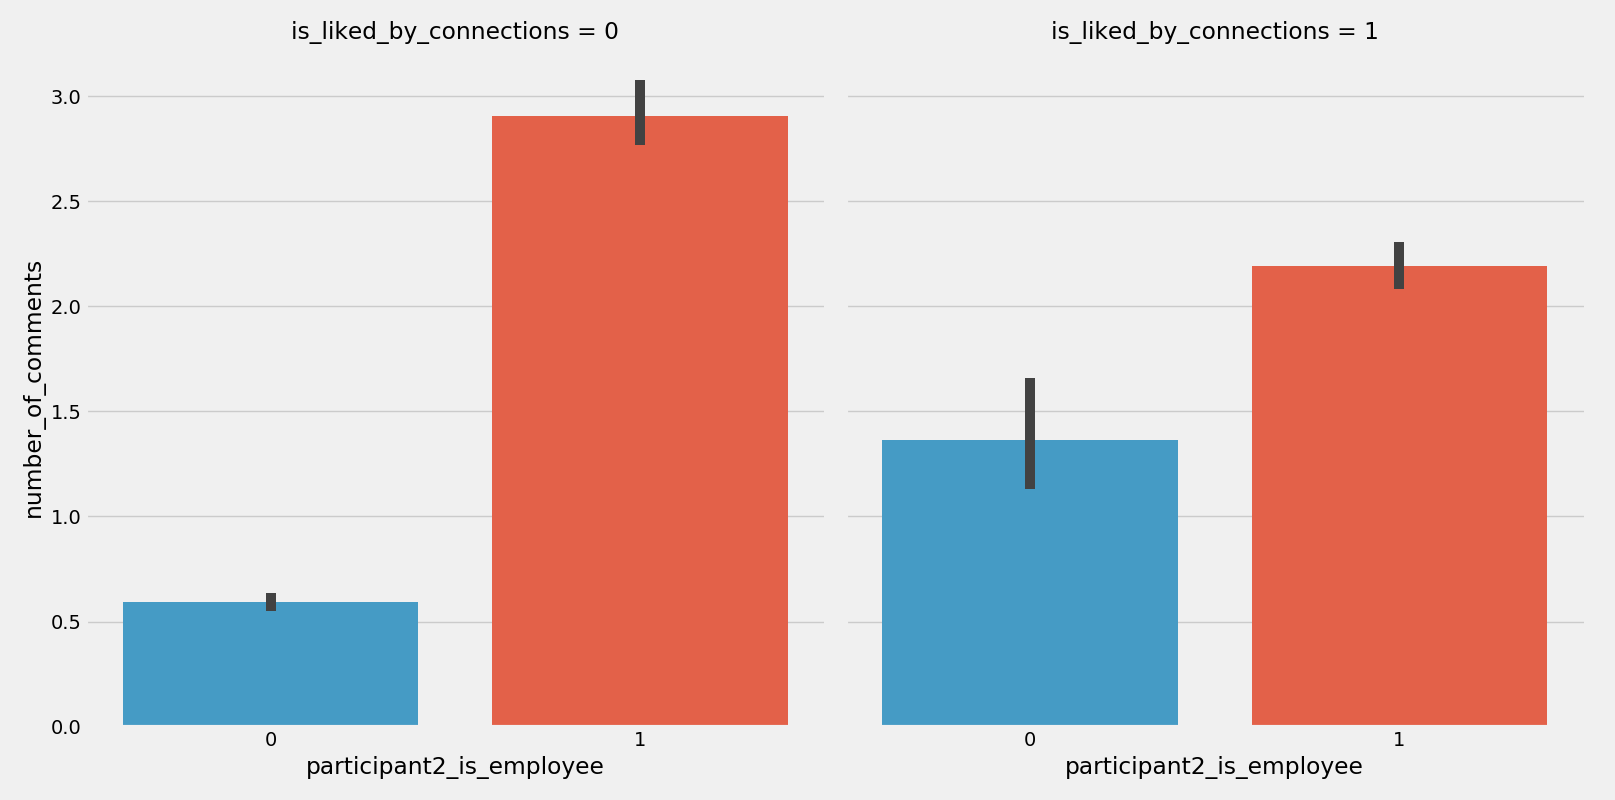 is_liked_by_connections = 0
is_liked_by_connections = 1
number_of_comments
3.0
2.5
2.0
1.5
1.0
0.5
0.0
0
1
0
1
participant2_is_employee
participant2_is_employee